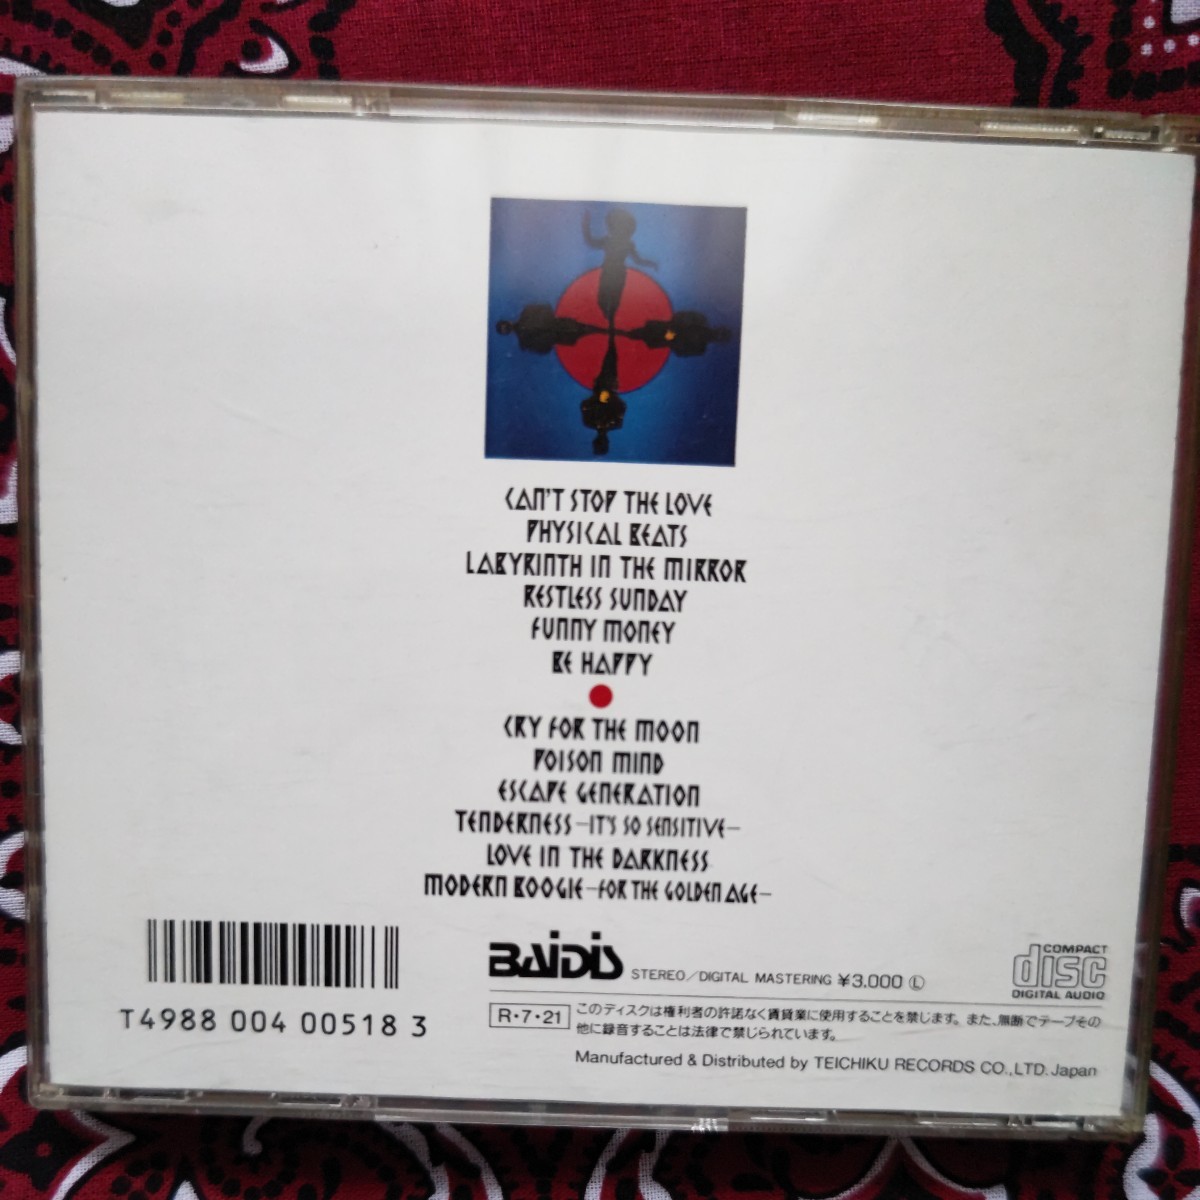 CAN'T STOP THE LOVE
PHYSICAL BEATS
LABYRINTH IN THE MIRROR
RESTLESS SUNDAY
FUNNY MONEY
BE HAPPY
CRY FOR THE MOON
POISON MIND
ESCAPE GENERATION
TENDERNESS –IT'S SO SENSITIVE–
LOVE IN THE DARKNESS
MODERN BOOGIE –FOR THE GOLDEN AGE–
T4988 004 00518 3
BAIDIS STEREO/DIGITAL MASTERING ¥3,000 Ⓛ
COMPACT
disc
DIGITAL AUDIO
R・7・21
このディスクは権利者の許諾なく賃貸業に使用することを禁じます。また、無断でテープその
他に録音することは法律で禁じられています。
Manufactured & Distributed by TEICHIKU RECORDS CO.,LTD. Japan